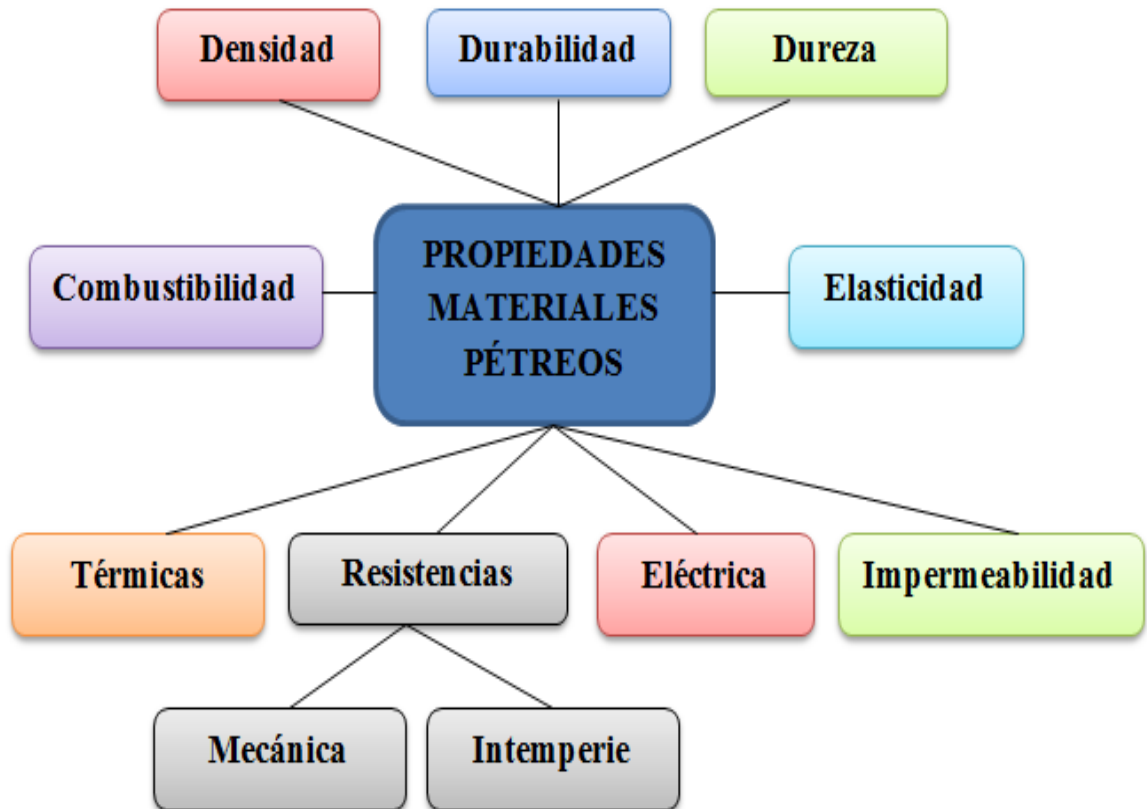 Densidad
Durabilidad
Dureza
Combustibilidad
PROPIEDADES
MATERIALES
PÉTREOS
Elasticidad
Térmicas
Resistencias
Eléctrica
Impermeabilidad
Mecánica
Intemperie